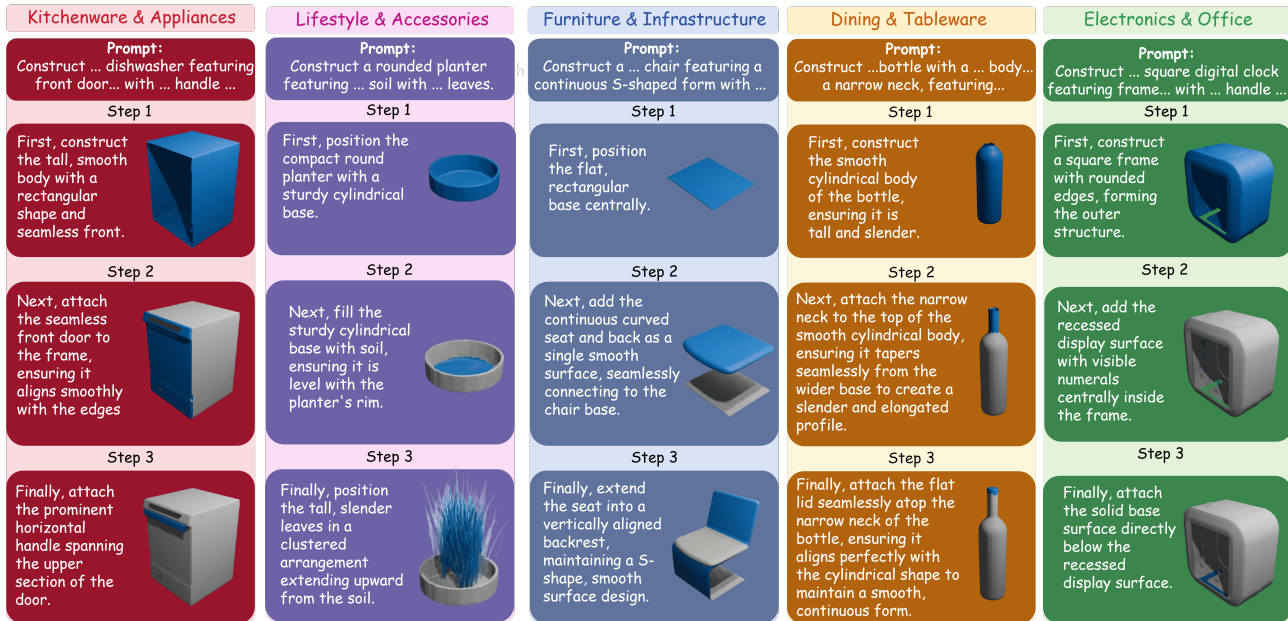 Kitchenware & Appliances
Prompt:
Construct ... dishwasher featuring
front door... with ... handle ...
Step 1
First, construct
the tall, smooth
body with a
rectangular
shape and
seamless front.
Step 2
Next, attach
the seamless
front door to
the frame,
ensuring it
aligns smoothly
with the edges
Step 3
Finally, attach
the prominent
horizontal
handle spanning
the upper
section of the
door.
Lifestyle & Accessories
Prompt:
Construct a rounded planter
featuring ... soil with ... leaves.
Step 1
First, position the
compact round
planter with a
sturdy cylindrical
base.
Step 2
Next, fill the
sturdy cylindrical
base with soil,
ensuring it is
level with the
planter's rim.
Step 3
Finally, position
the tall, slender
leaves in a
clustered
arrangement
extending upward
from the soil.
Furniture & Infrastructure
Prompt:
Construct a ... chair featuring a
continuous S-shaped form with ...
Step 1
First, position
the flat,
rectangular
base centrally.
Step 2
Next, add the
continuous curved
seat and back as a
single smooth
surface, seamlessly
connecting to the
chair base.
Step 3
Finally, extend
the seat into a
vertically aligned
backrest,
maintaining a S-
shape, smooth
surface design.
Dining & Tableware
Prompt:
Construct ...bottle with a ... body...
a narrow neck, featuring...
Step 1
First, construct
the smooth
cylindrical body
of the bottle,
ensuring it is
tall and slender.
Step 2
Next, attach the narrow
neck to the top of the
smooth cylindrical body,
ensuring it tapers
seamlessly from the
wider base to create a
slender and elongated
profile.
Step 3
Finally, attach the flat
lid seamlessly atop the
narrow neck of the
bottle, ensuring it
aligns perfectly with
the cylindrical shape to
maintain a smooth,
continuous form.
Electronics & Office
Prompt:
Construct ... square digital clock
featuring frame... with ... handle ...
Step 1
First, construct
a square frame
with rounded
edges, forming
the outer
structure.
Step 2
Next, add the
recessed
display surface
with visible
numerals
centrally inside
the frame.
Step 3
Finally, attach
the solid base
surface directly
below the
recessed
display surface.